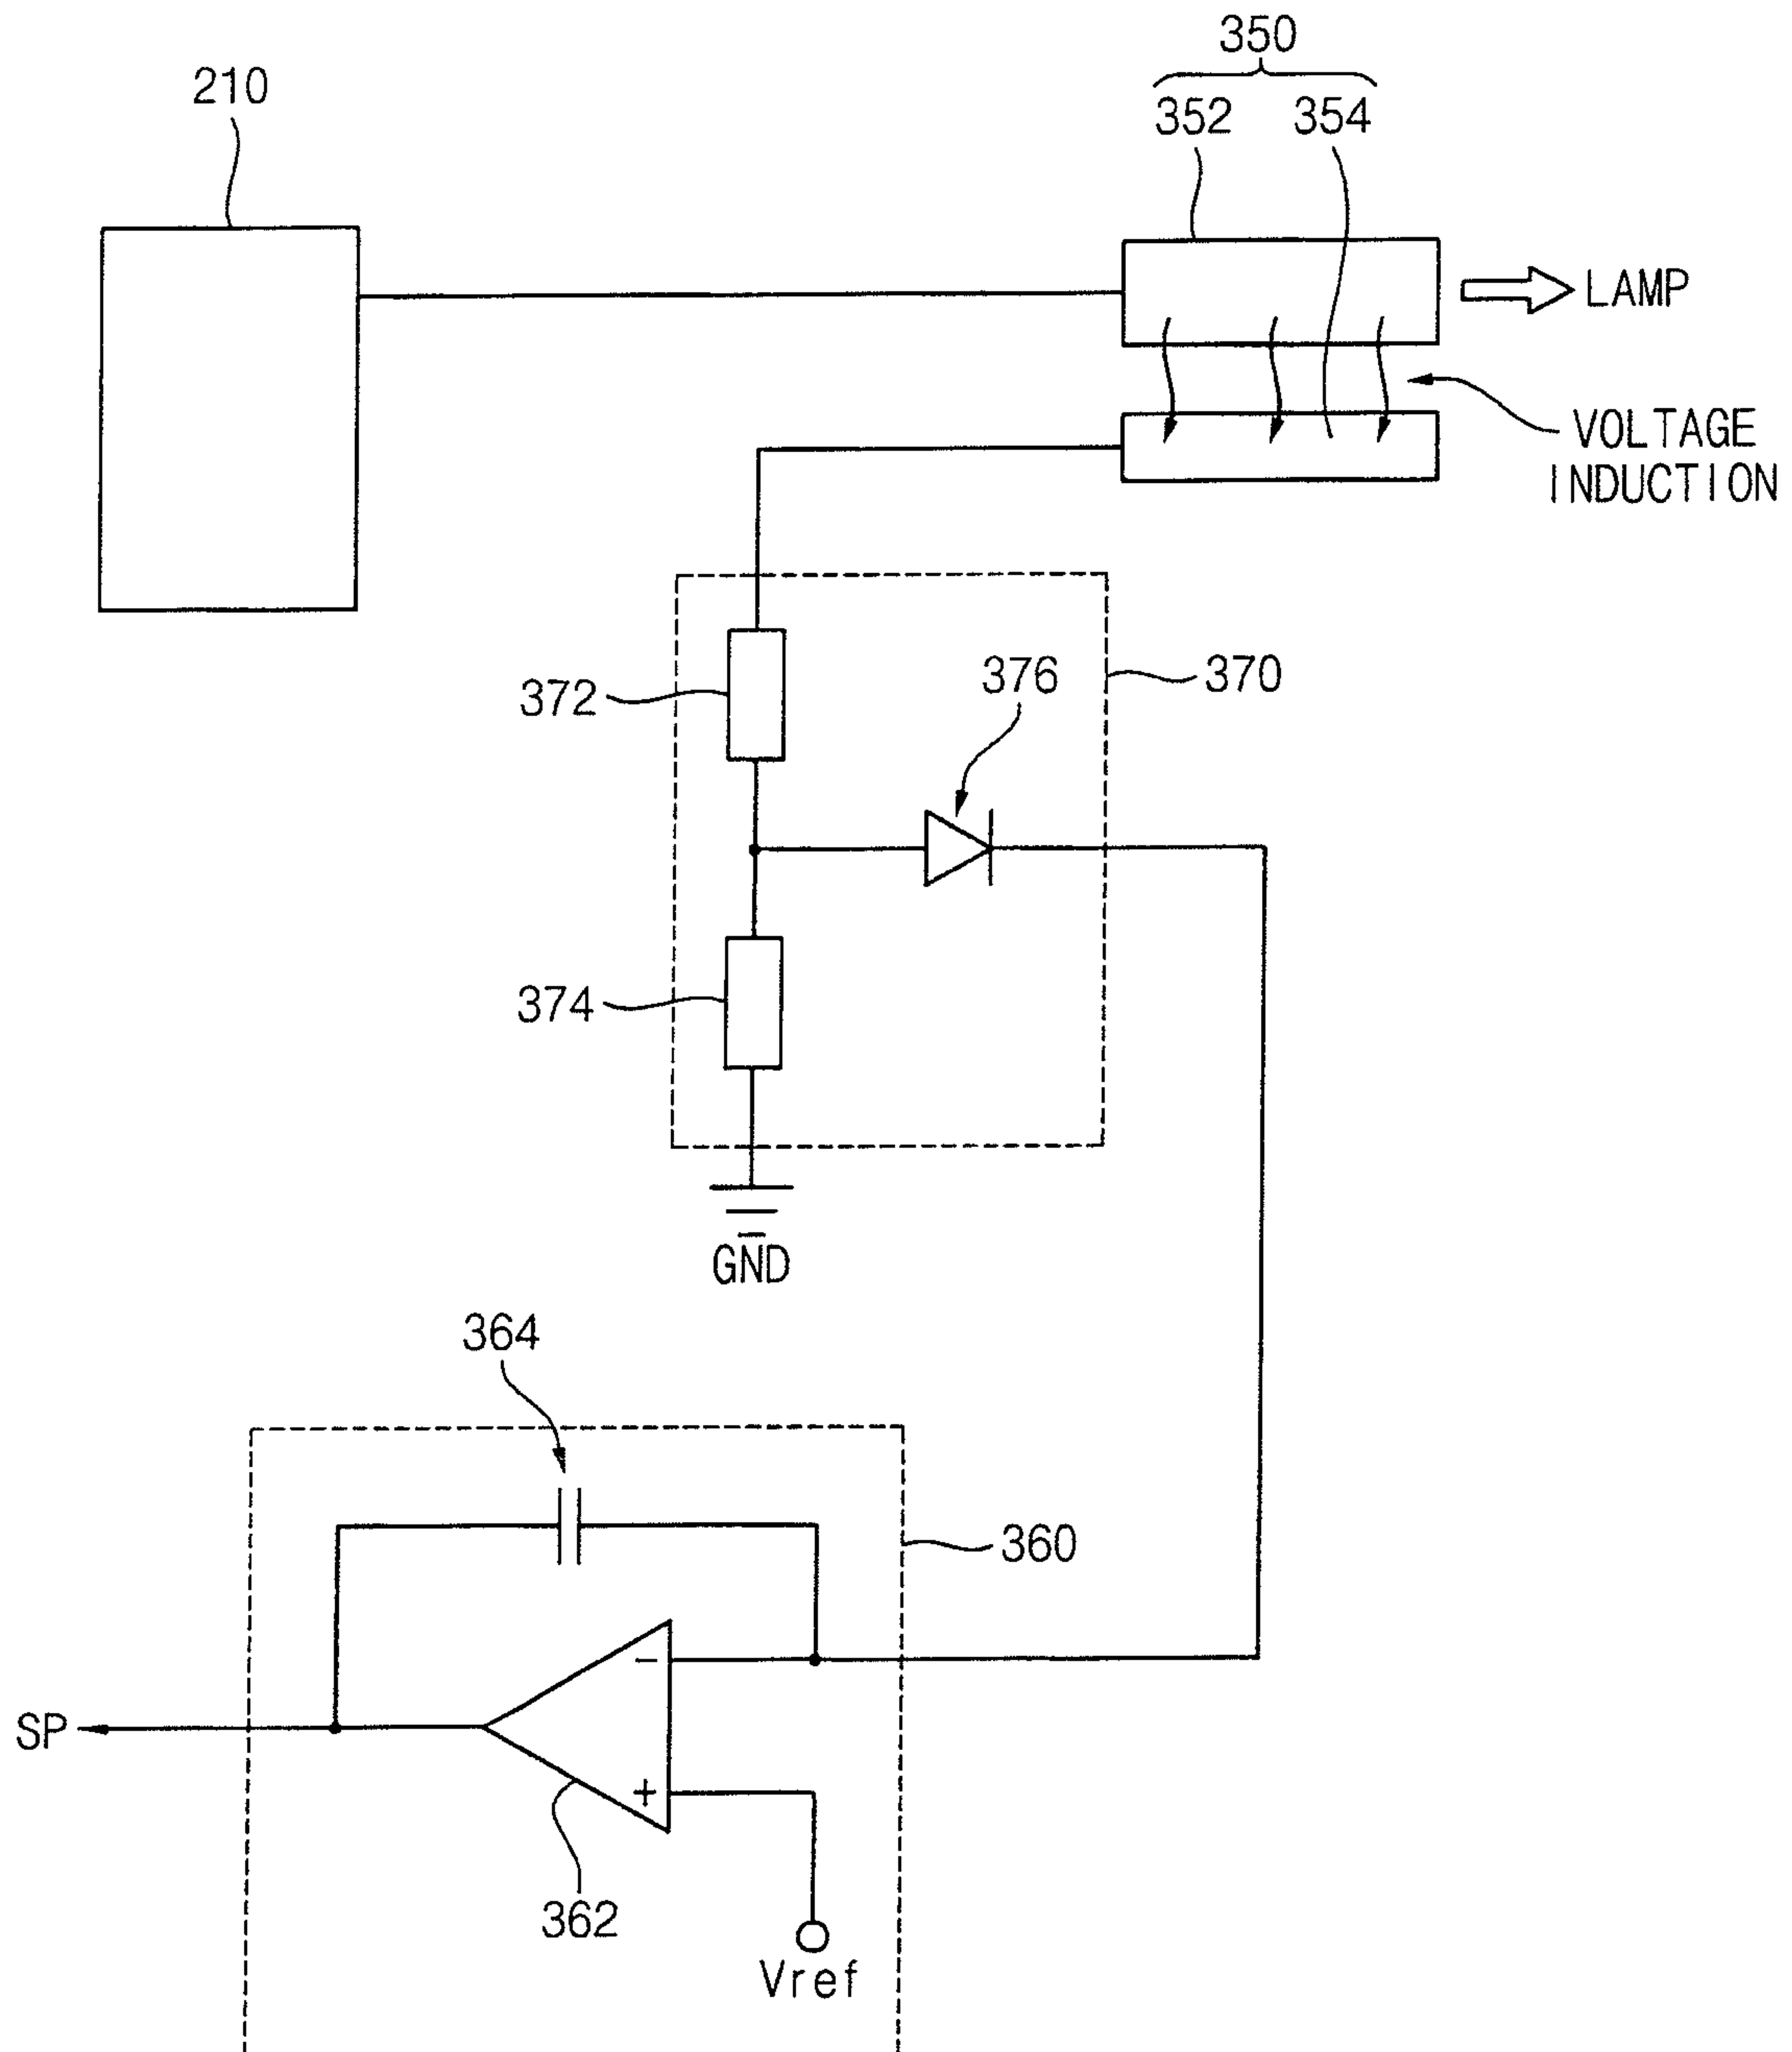 350
210
352 354
LAMP
VOLTAGE
INDUCTION
376
370
372
374
GND
364
360
-
SP
+
362
Vref